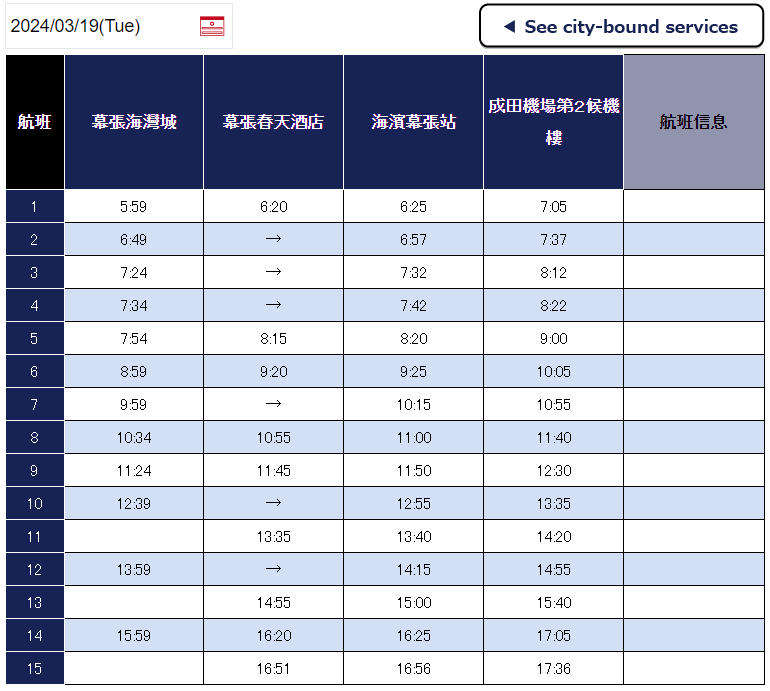 2024/03/19(Tue)
◀ See city-bound services
航班 幕張海灣城 幕張春天酒店 海濱幕張站 成田機場第2候機樓 航班信息
1 5:59 6:20 6:25 7:05
2 6:49 → 6:57 7:37
3 7:24 → 7:32 8:12
4 7:34 → 7:42 8:22
5 7:54 8:15 8:20 9:00
6 8:59 9:20 9:25 10:05
7 9:59 → 10:15 10:55
8 10:34 10:55 11:00 11:40
9 11:24 11:45 11:50 12:30
10 12:39 → 12:55 13:35
11 13:35 13:40 14:20
12 13:59 → 14:15 14:55
13 14:55 15:00 15:40
14 15:59 16:20 16:25 17:05
15 16:51 16:56 17:36